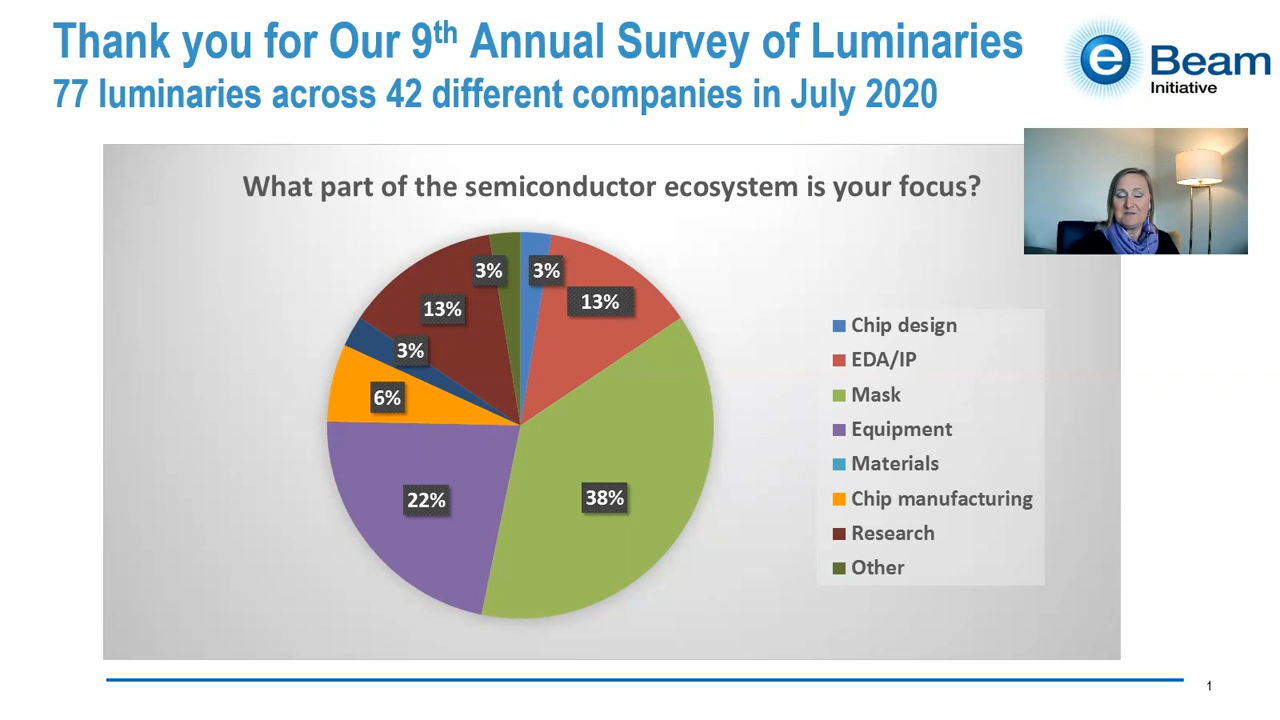 Thank you for Our 9th Annual Survey of Luminaries
77 luminaries across 42 different companies in July 2020
e Beam
Initiative
What part of the semiconductor ecosystem is your focus?
3%
3%
13%
13%
3%
6%
22%
38%
Chip design
EDA/IP
Mask
Equipment
Materials
Chip manufacturing
Research
Other
1